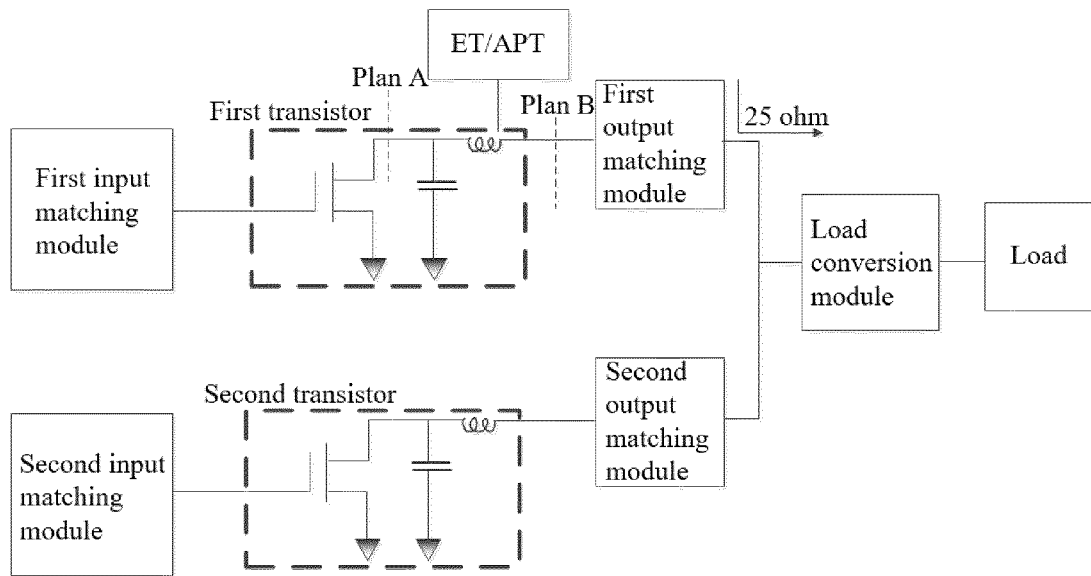 ET/APT
Plan A
Plan B
First transistor
First
output
matching
module
25 ohm
First input
matching
module
Load
conversion
module
Load
Second transistor
Second
output
matching
module
Second input
matching
module